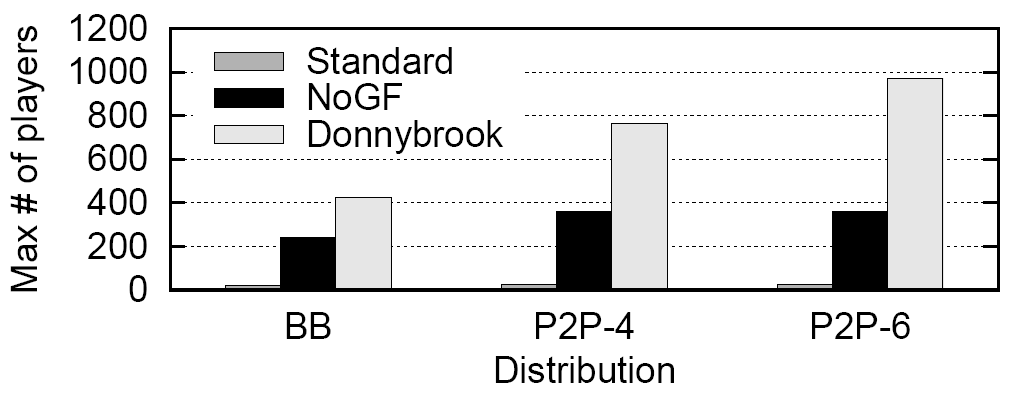 Max # of players
1200
1000
800
600
400
200
0
Standard
NoGF
Donnybrook
BB
P2P-4
P2P-6
Distribution